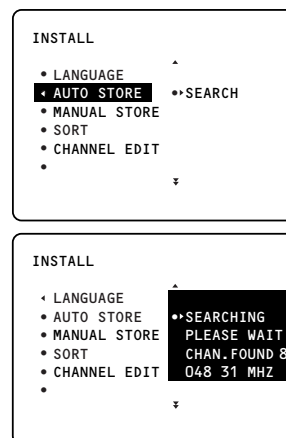 INSTALL
• LANGUAGE
AUTO STORE •SEARCH
• MANUAL STORE
• SORT
• CHANNEL EDIT
•
INSTALL
LANGUAGE
• AUTO STORE •SEARCHING
• MANUAL STORE PLEASE WAIT
• SORT CHAN.FOUND 8
• CHANNEL EDIT 048 31 MHZ
•